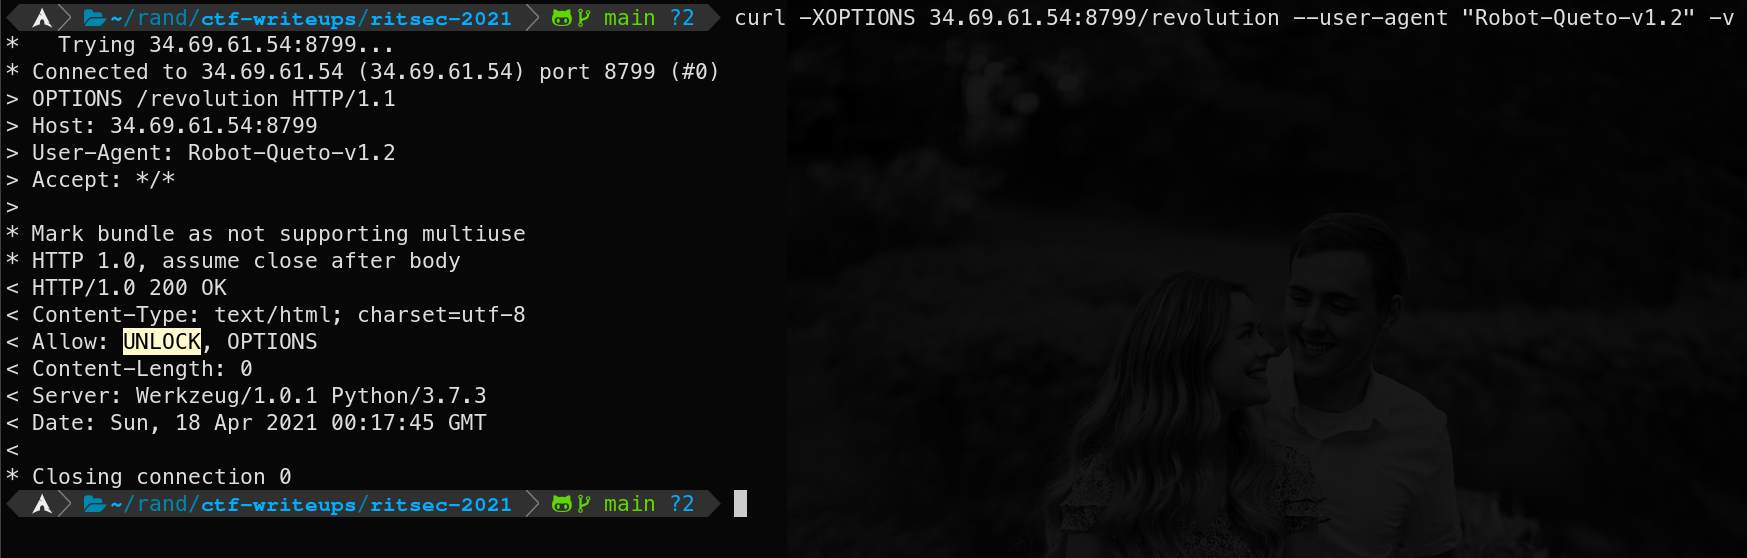 ~/rand/ctf-writeups/ritsec-2021 main ?2 curl -XOPTIONS 34.69.61.54:8799/revolution --user-agent "Robot-Queto-v1.2" -v
*   Trying 34.69.61.54:8799...
* Connected to 34.69.61.54 (34.69.61.54) port 8799 (#0)
> OPTIONS /revolution HTTP/1.1
> Host: 34.69.61.54:8799
> User-Agent: Robot-Queto-v1.2
> Accept: */*
>
* Mark bundle as not supporting multiuse
* HTTP 1.0, assume close after body
< HTTP/1.0 200 OK
< Content-Type: text/html; charset=utf-8
< Allow: UNLOCK, OPTIONS
< Content-Length: 0
< Server: Werkzeug/1.0.1 Python/3.7.3
< Date: Sun, 18 Apr 2021 00:17:45 GMT
<
* Closing connection 0
~/rand/ctf-writeups/ritsec-2021 main ?2